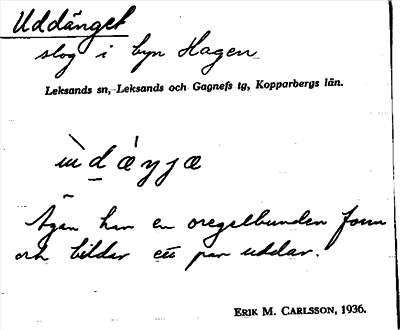 Uddänget
slog i byn Hagen
Leksands sn, Leksands och Gagnefs tg, Kopparbergs län.
Ägan har en oregelbunden form
och bildar ett par uddar.
ERIK M. CARLSSON, 1936.